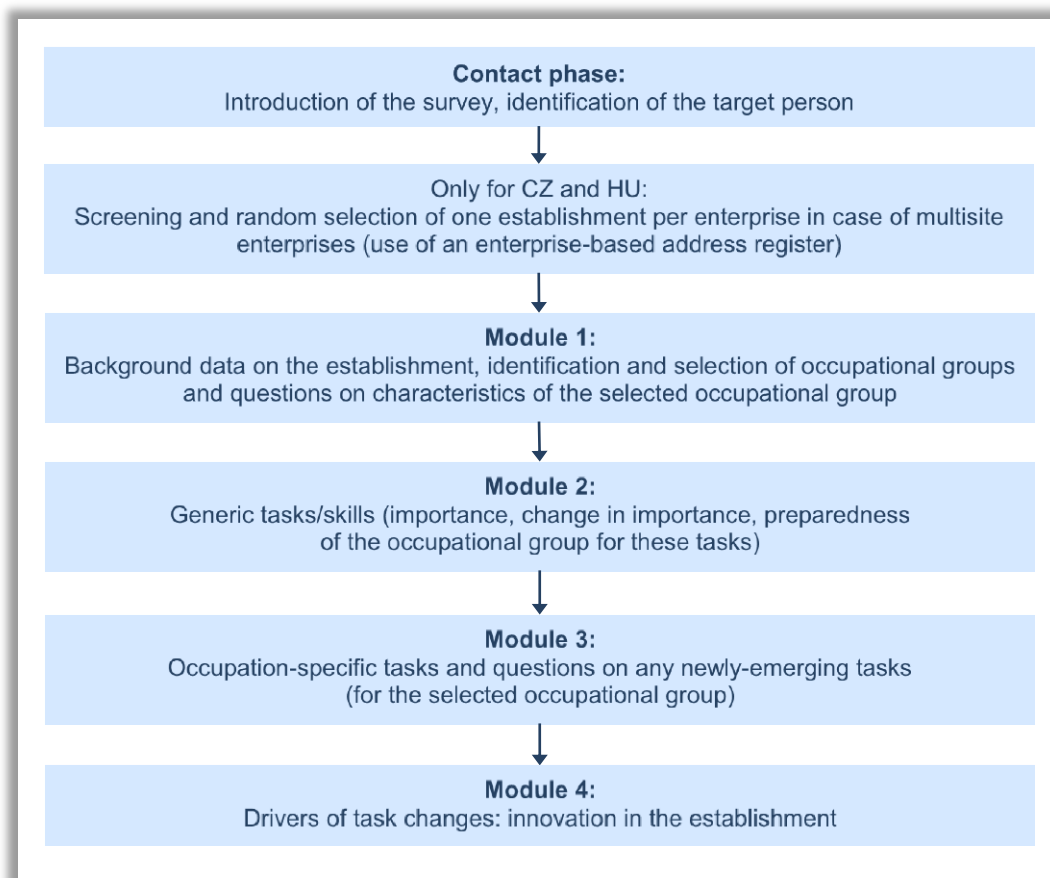 Contact phase:
Introduction of the survey, identification of the target person
Only for CZ and HU:
Screening and random selection of one establishment per enterprise in case of multisite
enterprises (use of an enterprise-based address register)
Module 1:
Background data on the establishment, identification and selection of occupational groups
and questions on characteristics of the selected occupational group
Module 2:
Generic tasks/skills (importance, change in importance, preparedness
of the occupational group for these tasks)
Module 3:
Occupation-specific tasks and questions on any newly-emerging tasks
(for the selected occupational group)
Module 4:
Drivers of task changes: innovation in the establishment